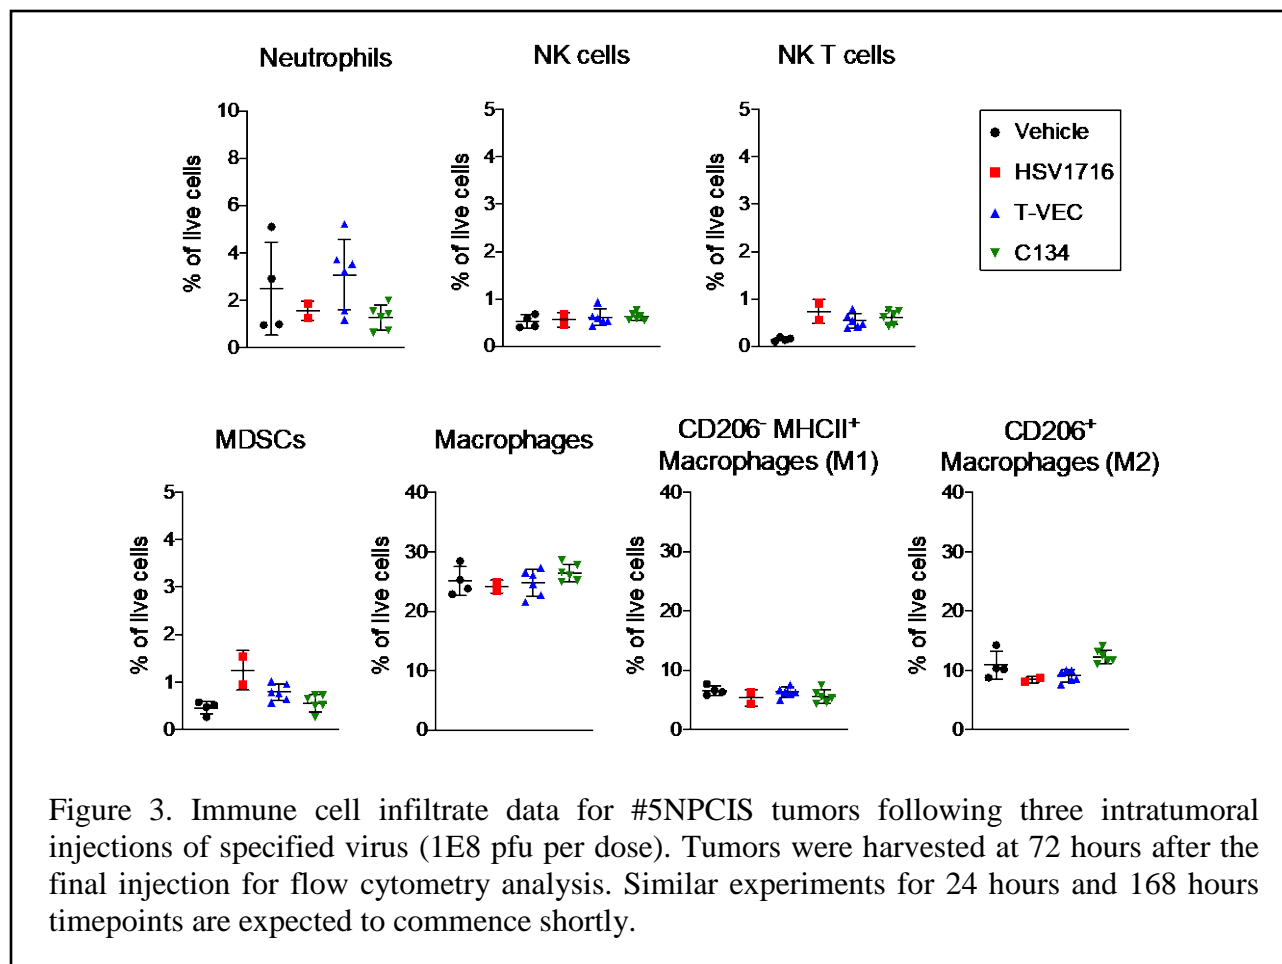 Neutrophils
NK cells
NK T cells
% of live cells
10
8
6
4
2
0
% of live cells
5
4
3
2
1
0
% of live cells
5
4
3
2
1
0
Vehicle
HSV1716
T-VEC
C134
MDSCs
Macrophages
CD206⁻ MHCII⁺
Macrophages (M1)
CD206⁺
Macrophages (M2)
% of live cells
5
4
3
2
1
0
% of live cells
40
30
20
10
0
% of live cells
40
30
20
10
0
% of live cells
40
30
20
10
0
Figure 3. Immune cell infiltrate data for #5NPCIS tumors following three intratumoral
injections of specified virus (1E8 pfu per dose). Tumors were harvested at 72 hours after the
final injection for flow cytometry analysis. Similar experiments for 24 hours and 168 hours
timepoints are expected to commence shortly.